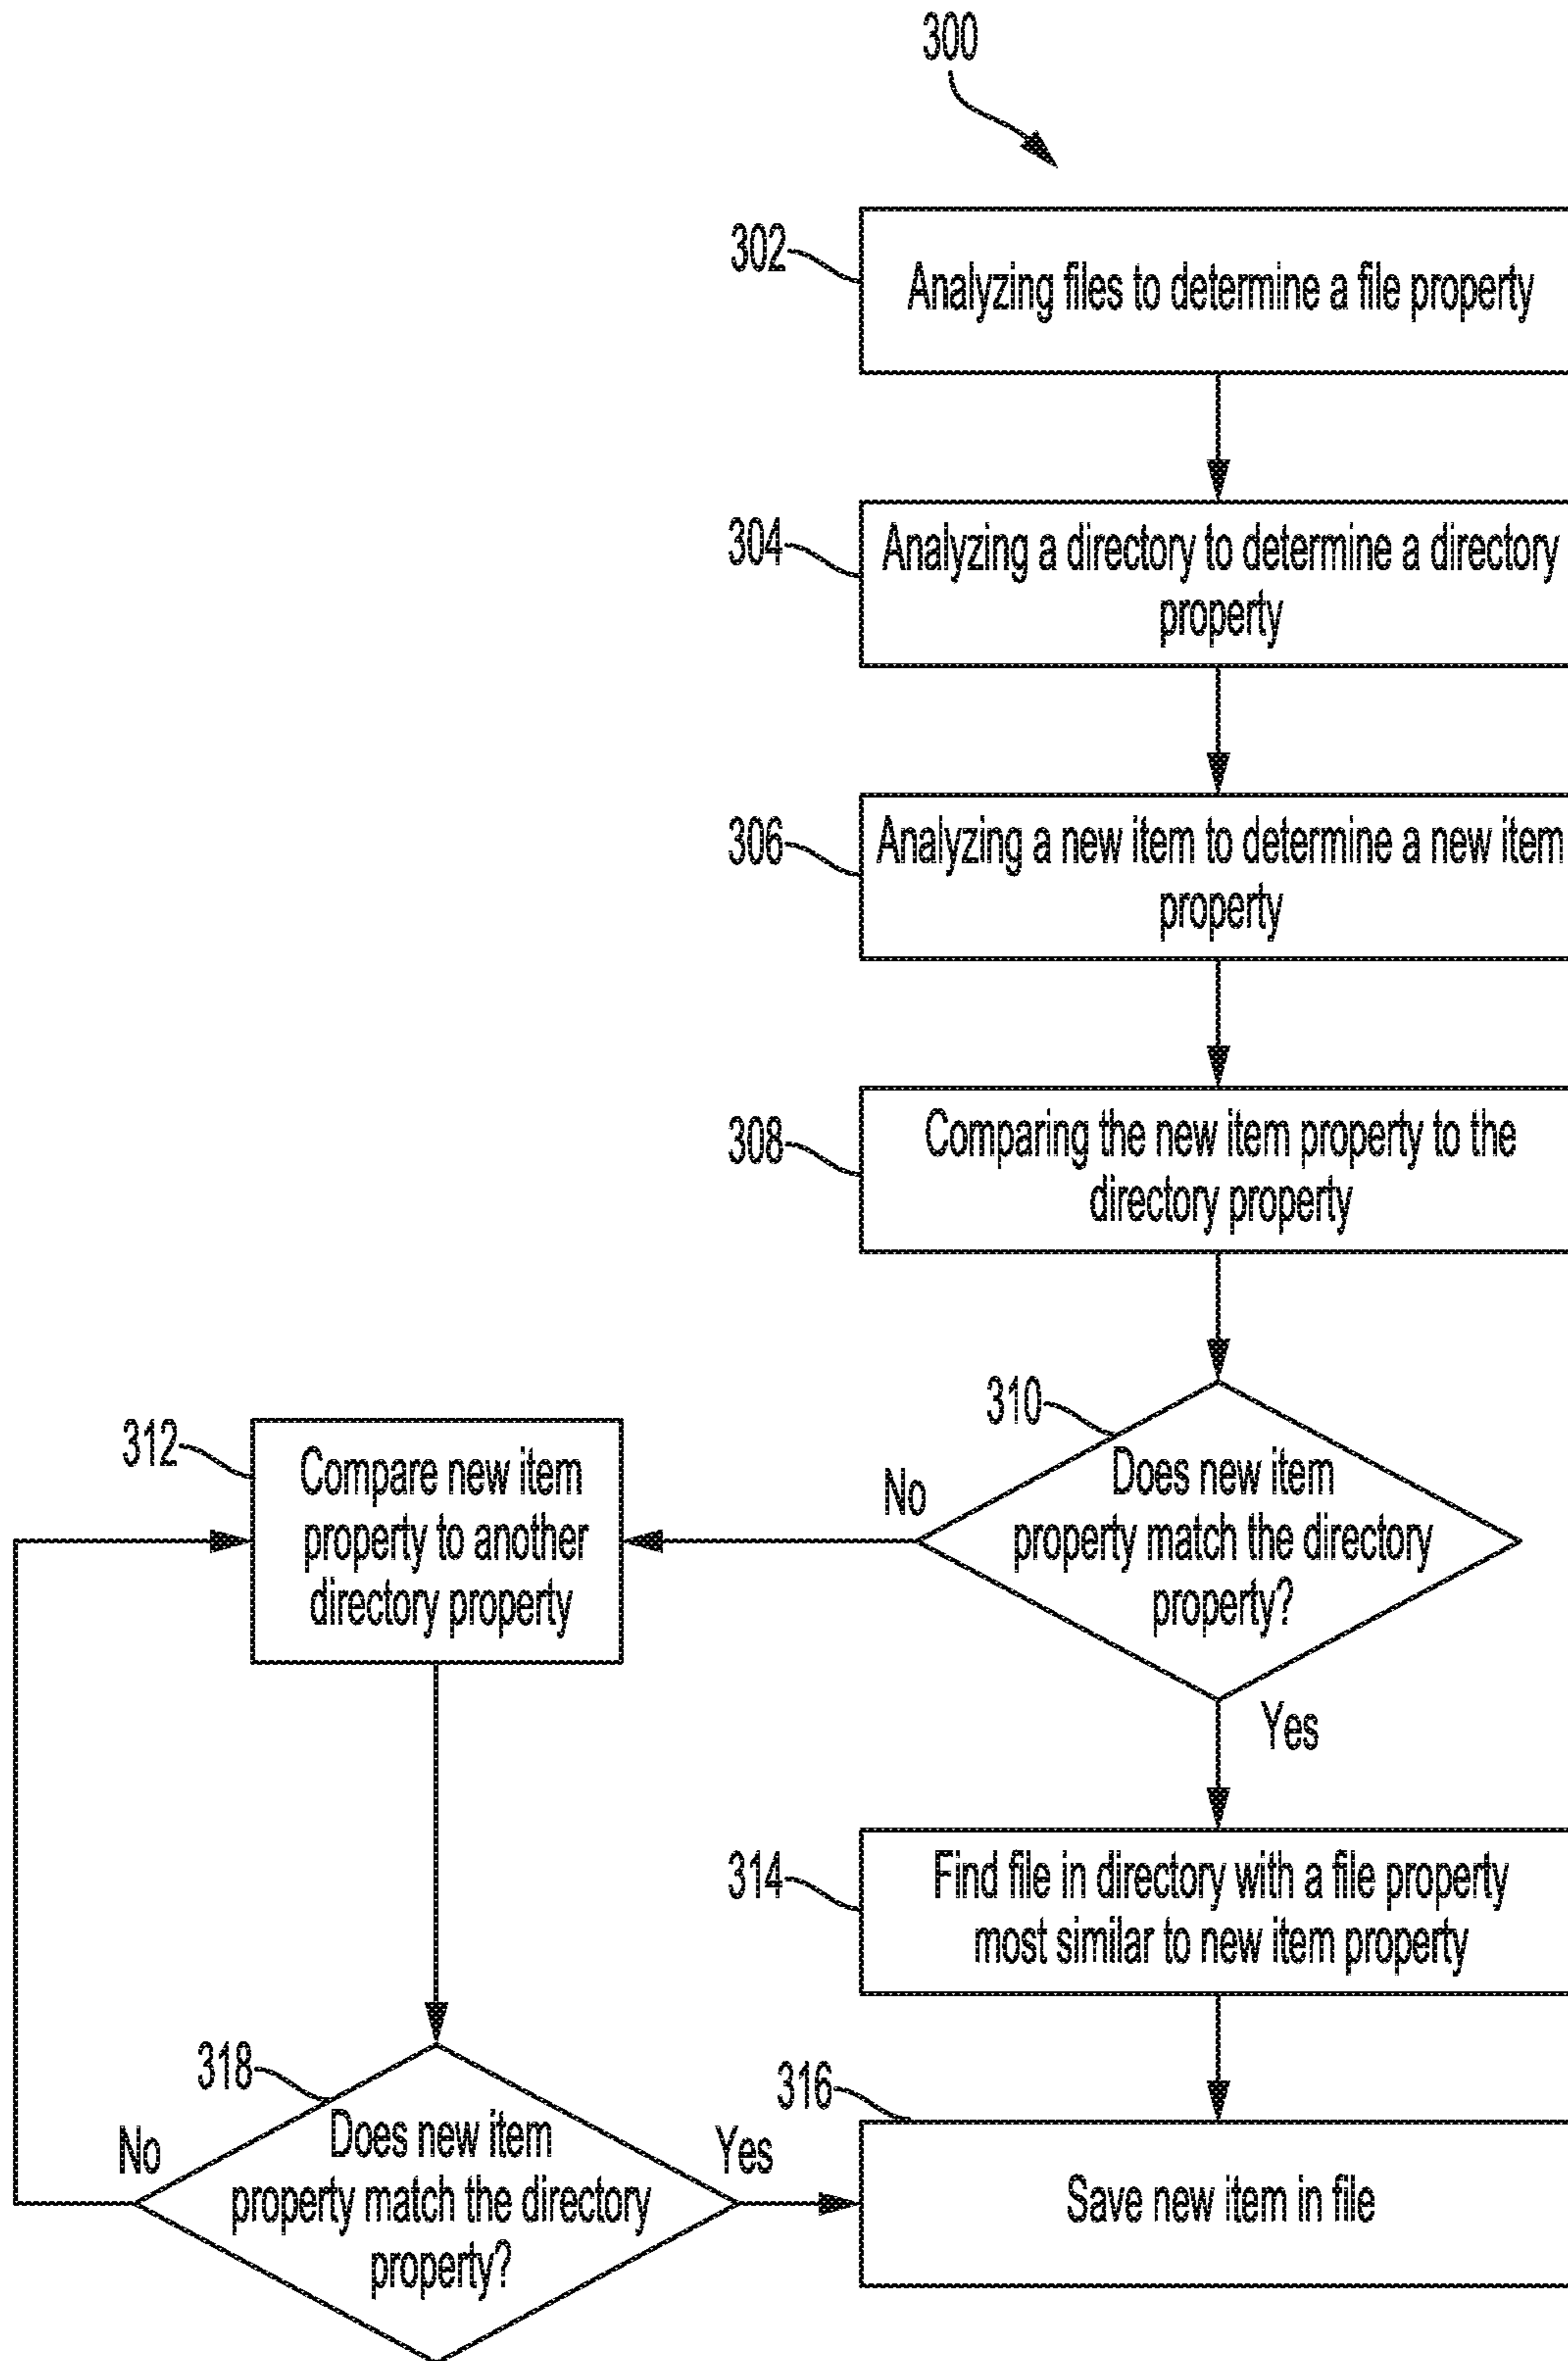 300
302
Analyzing files to determine a file property
304
Analyzing a directory to determine a directory
property
306
Analyzing a new item to determine a new item
property
308
Comparing the new item property to the
directory property
310
Does new item
property match the directory
property?
No
Yes
312
Compare new item
property to another
directory property
314
Find file in directory with a file property
most similar to new item property
318
Does new item
property match the directory
property?
No
Yes
316
Save new item in file